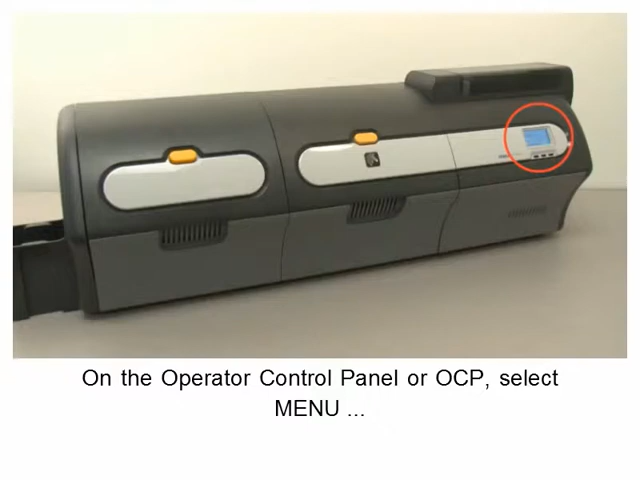 On the Operator Control Panel or OCP, select
MENU ...